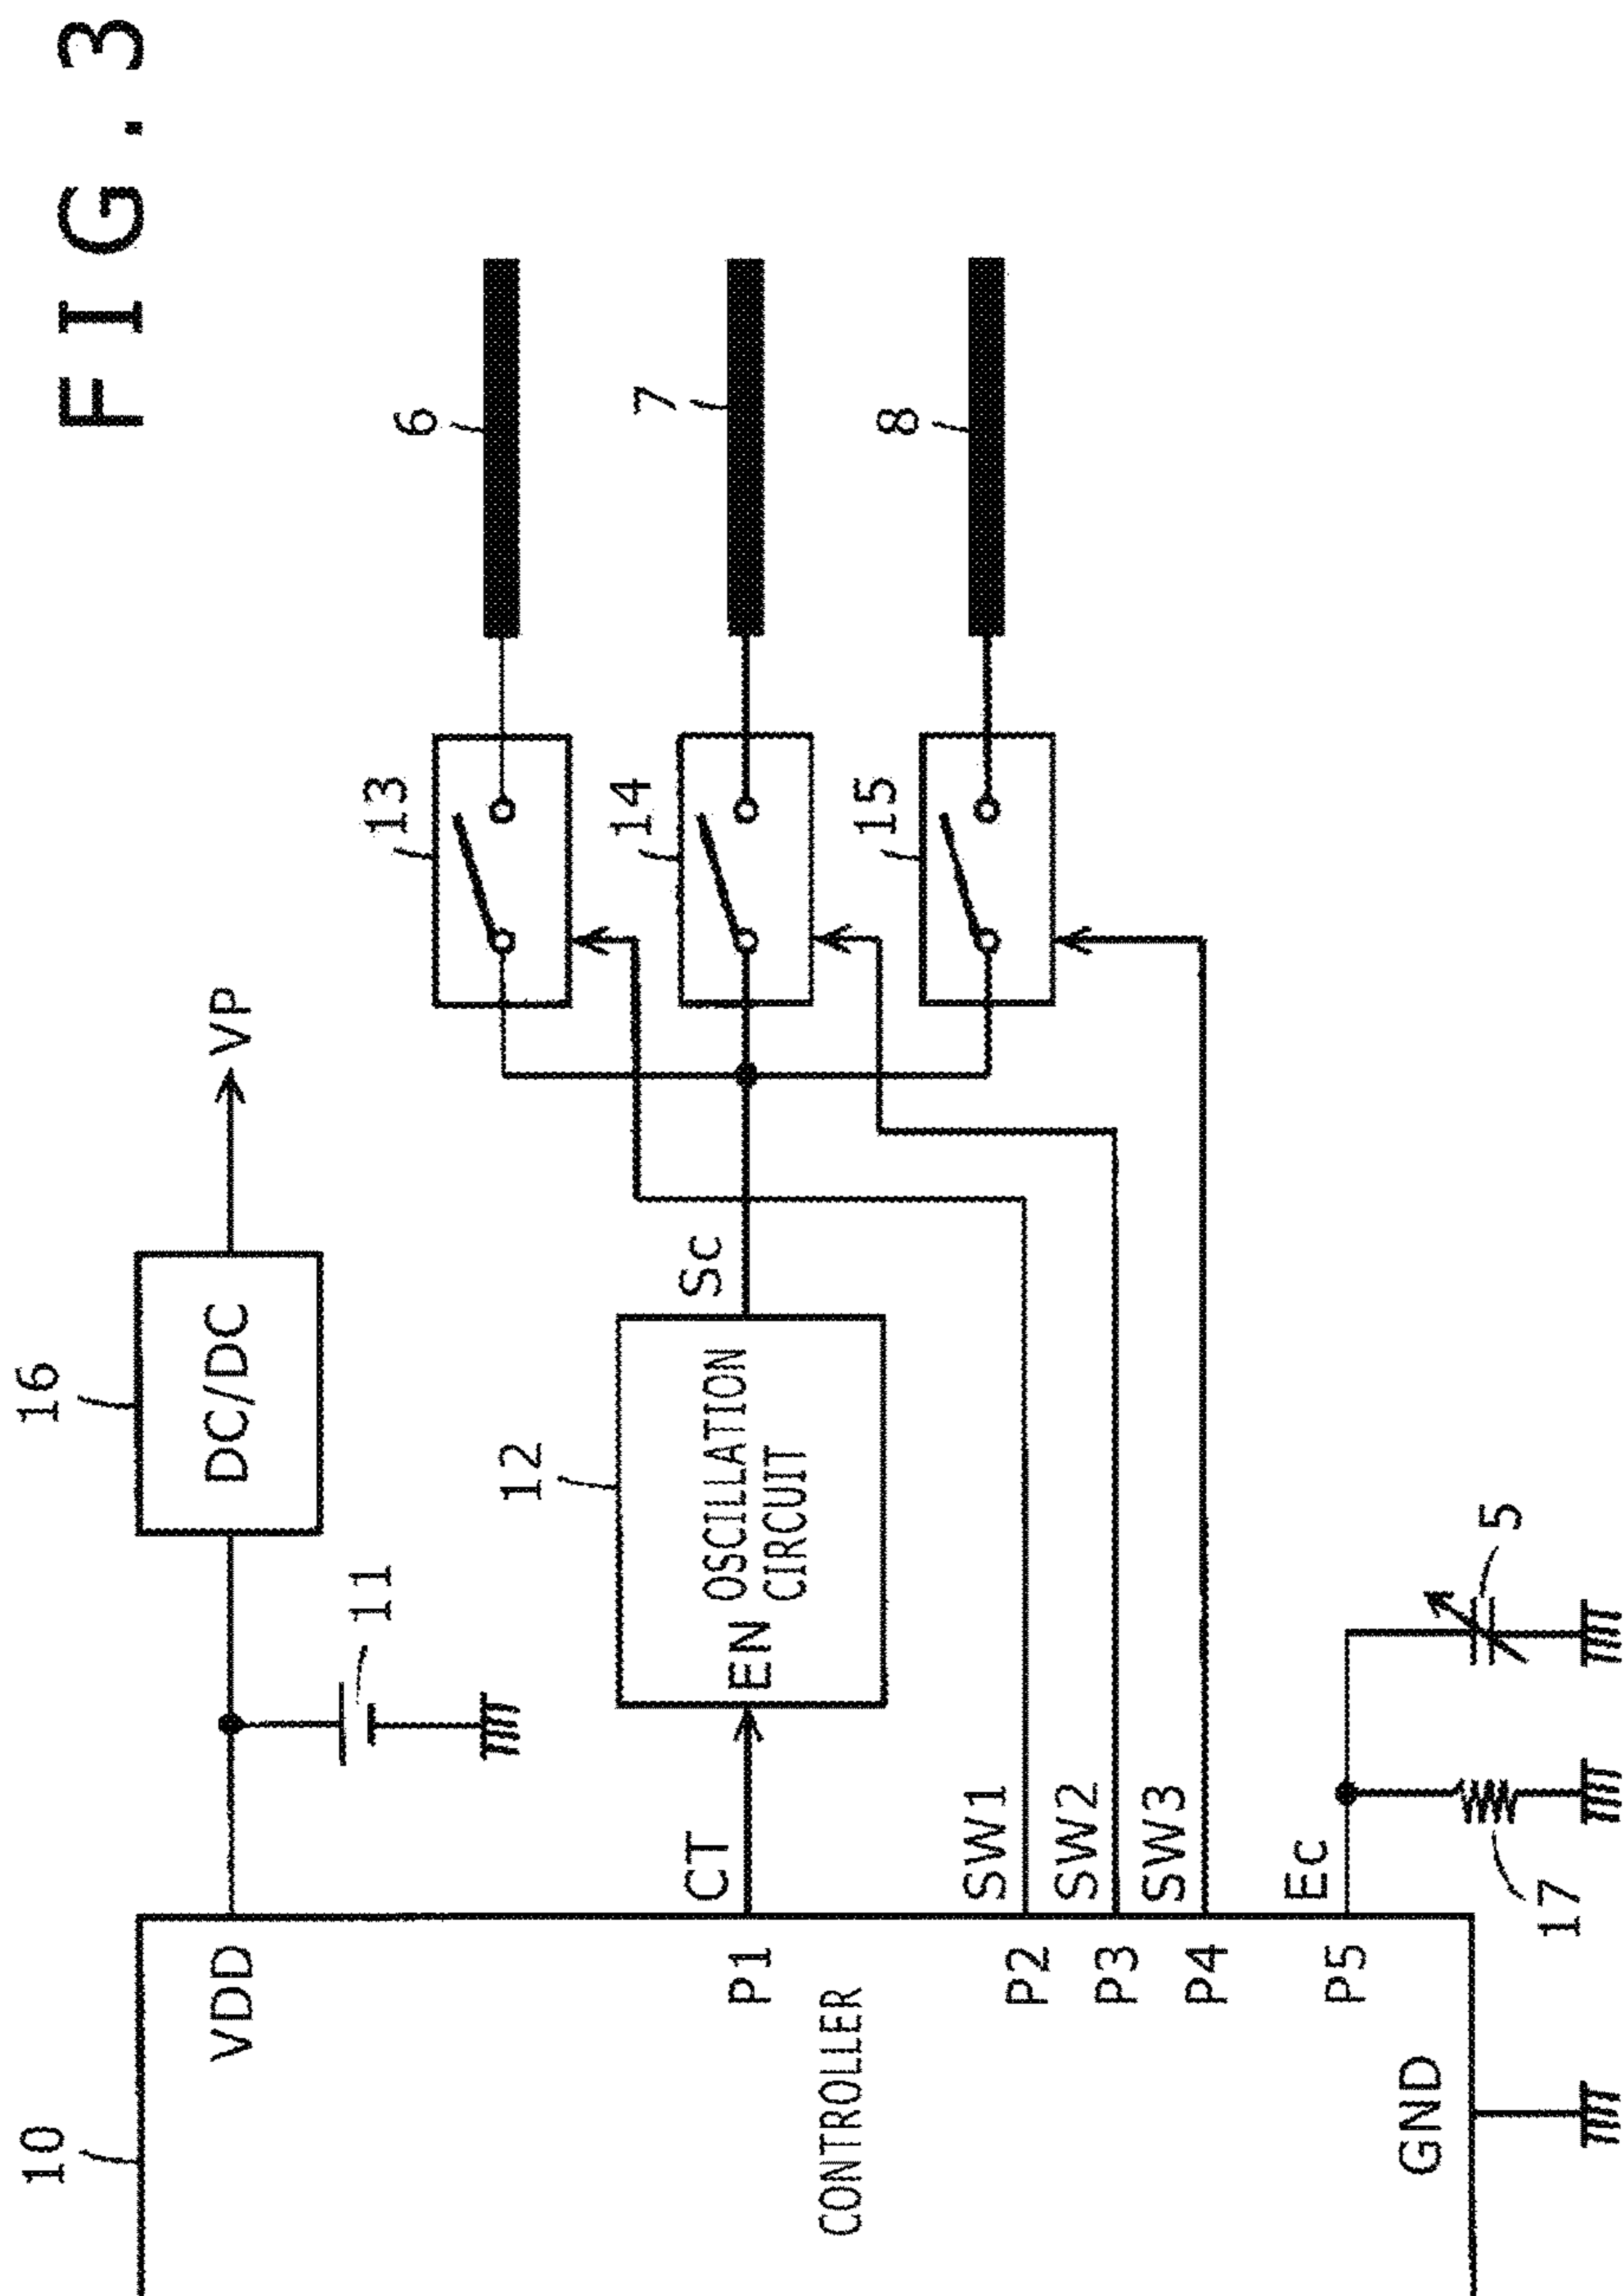 FIG.3
16
DC/DC
VP
11
10
VDD
6
13
7
14
12
OSCILLATION
CIRCUIT
EN
Sc
CT
P1
8
15
CONTROLLER
SW1
P2
SW2
P3
SW3
P4
Ec
P5
5
17
GND